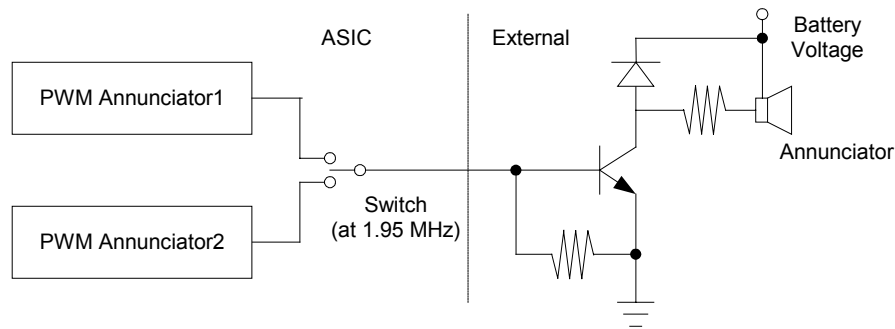 ASIC
External
Battery
Voltage
PWM Annunciator1
Annunciator
Switch
(at 1.95 MHz)
PWM Annunciator2